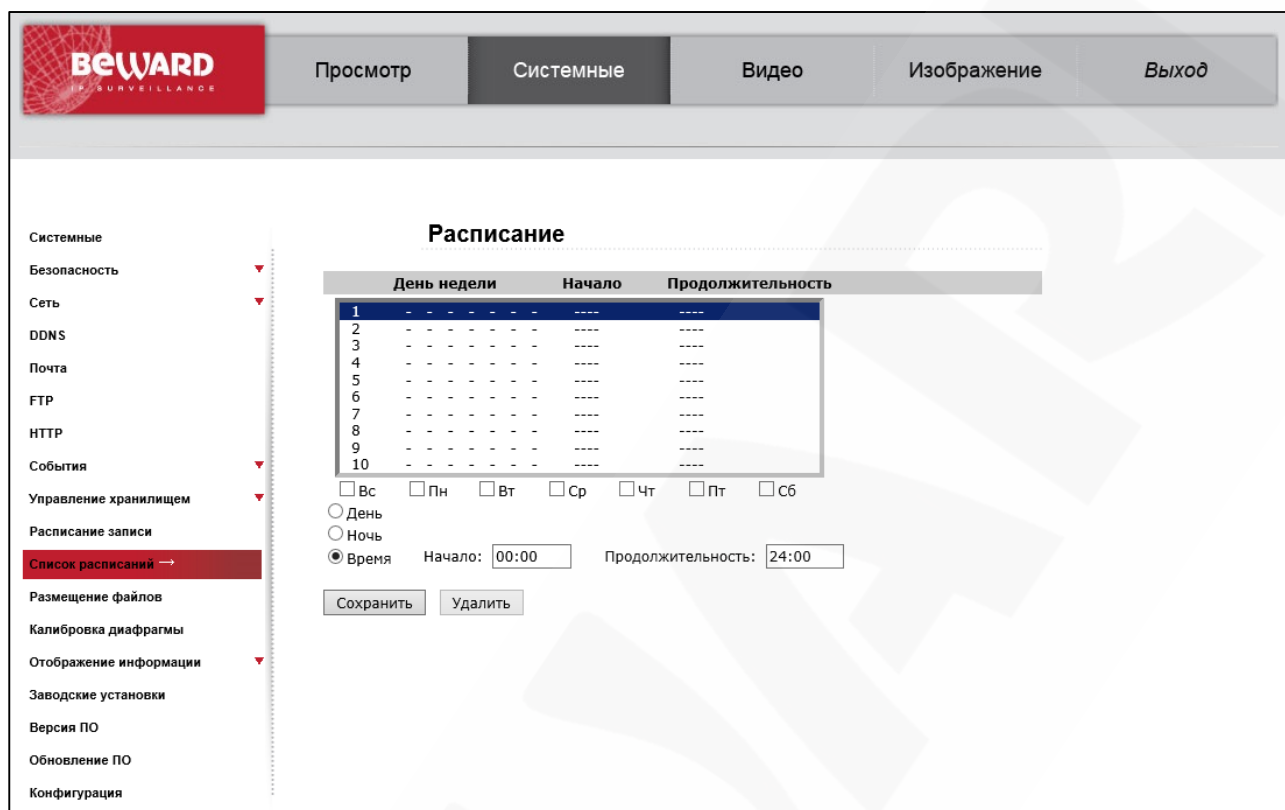 BEWARD
IP SURVEILLANCE
Просмотр Системные Видео Изображение Выход
Системные
Безопасность
Сеть
DDNS
Почта
FTP
HTTP
События
Управление хранилищем
Расписание записи
Список расписаний →
Размещение файлов
Калибровка диафрагмы
Отображение информации
Заводские установки
Версия ПО
Обновление ПО
Конфигурация
Расписание
День недели Начало Продолжительность
1 - - - - - - - ---- ----
2 - - - - - - - ---- ----
3 - - - - - - - ---- ----
4 - - - - - - - ---- ----
5 - - - - - - - ---- ----
6 - - - - - - - ---- ----
7 - - - - - - - ---- ----
8 - - - - - - - ---- ----
9 - - - - - - - ---- ----
10 - - - - - - - ---- ----
Вс Пн Вт Ср Чт Пт Сб
День
Ночь
Время Начало: 00:00 Продолжительность: 24:00
Сохранить Удалить